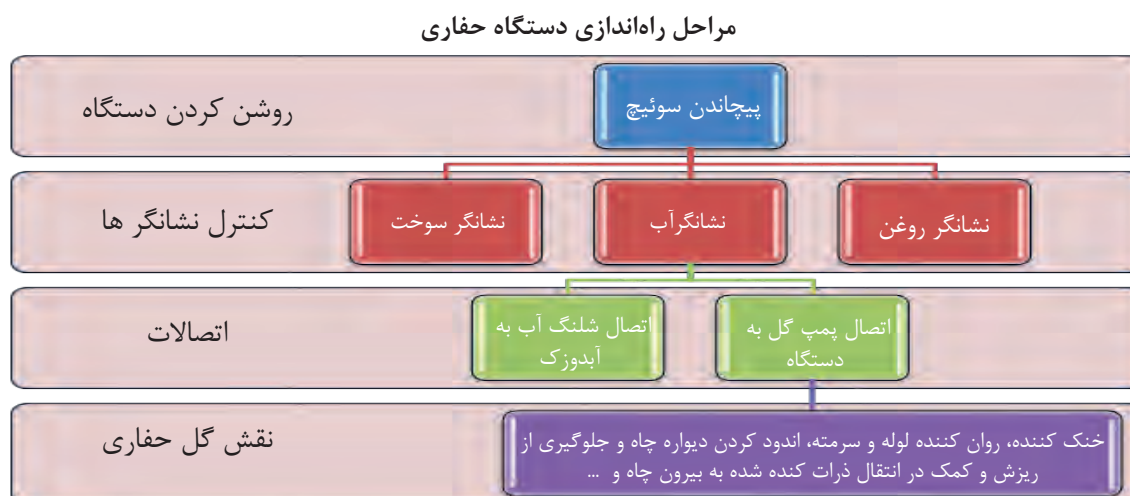 مراحل راه‌اندازی دستگاه حفاری
پیچاندن سوئیچ
روشن کردن دستگاه
نشانگر روغن
نشانگرآب
نشانگر سوخت
کنترل نشانگر ها
اتصال پمپ گل به
دستگاه
اتصال شلنگ آب به
آبدوزک
اتصالات
خنک کننده، روان کننده لوله و سرمته، اندود کردن دیواره چاه و جلوگیری از
ریزش و کمک در انتقال ذرات کنده شده به بیرون چاه و ...
نقش گل حفاری